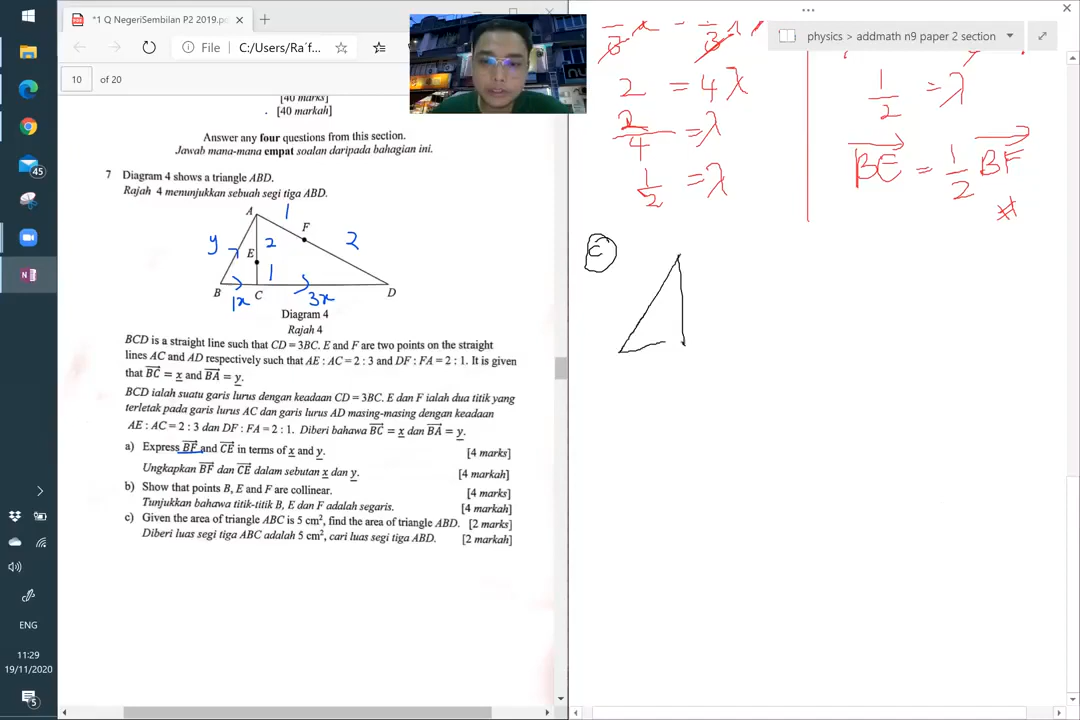 *1 Q NegeriSembilan P2 2019.pd
File
C:/Users/Ra´f...
10 of 20
[40 marks]
[40 markah]
Answer any four questions from this section.
Jawab mana-mana empat soalan daripada bahagian ini.
7 Diagram 4 shows a triangle ABD.
Rajah 4 menunjukkan sebuah segi tiga ABD.
A 1
F
y E 2 2
1
B C D
1x 3x
Diagram 4
Rajah 4
BCD is a straight line such that CD = 3BC. E and F are two points on the straight
lines AC and AD respectively such that AE : AC = 2 : 3 and DF : FA = 2 : 1. It is given
that BC = x and BA = y.
BCD ialah suatu garis lurus dengan keadaan CD = 3BC. E dan F ialah dua titik yang
terletak pada garis lurus AC dan garis lurus AD masing-masing dengan keadaan
AE : AC = 2 : 3 dan DF : FA = 2 : 1. Diberi bahawa BC = x dan BA = y.
a) Express BF and CE in terms of x and y. [4 marks]
Ungkapkan BF dan CE dalam sebutan x dan y. [4 markah]
b) Show that points B, E and F are collinear. [4 marks]
Tunjukkan bahawa titik-titik B, E dan F adalah segaris. [4 markah]
c) Given the area of triangle ABC is 5 cm², find the area of triangle ABD. [2 marks]
Diberi luas segi tiga ABC adalah 5 cm², cari luas segi tiga ABD. [2 markah]
physics > addmath n9 paper 2 section
2 = 4λ
2/4 = λ
1/2 = λ
1/2 = λ
BE = 1/2 BF
#
C
45
ENG
11:29
19/11/2020
5